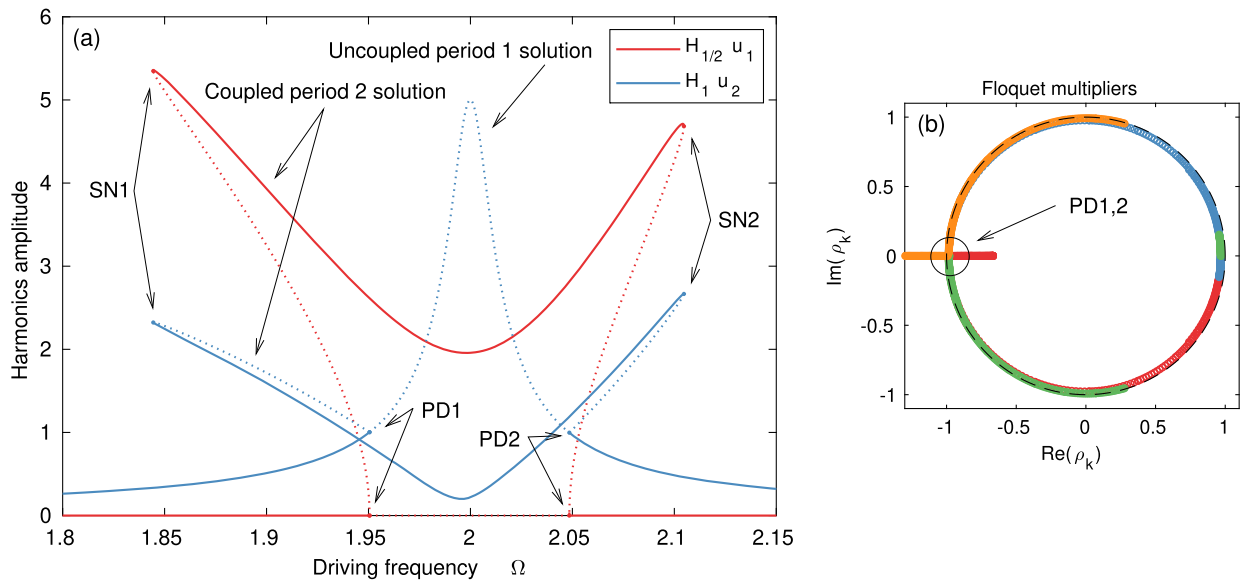 (a)
Uncoupled period 1 solution
H1/2 u1
H1 u2
Coupled period 2 solution
SN1
SN2
PD1
PD2
Harmonics amplitude
0
1
2
3
4
5
6
1.8
1.85
1.9
1.95
2
2.05
2.1
2.15
Driving frequency Ω
Floquet multipliers
(b)
PD1,2
Im(ρk)
1
0.5
0
-0.5
-1
-1
-0.5
0
0.5
1
Re(ρk)